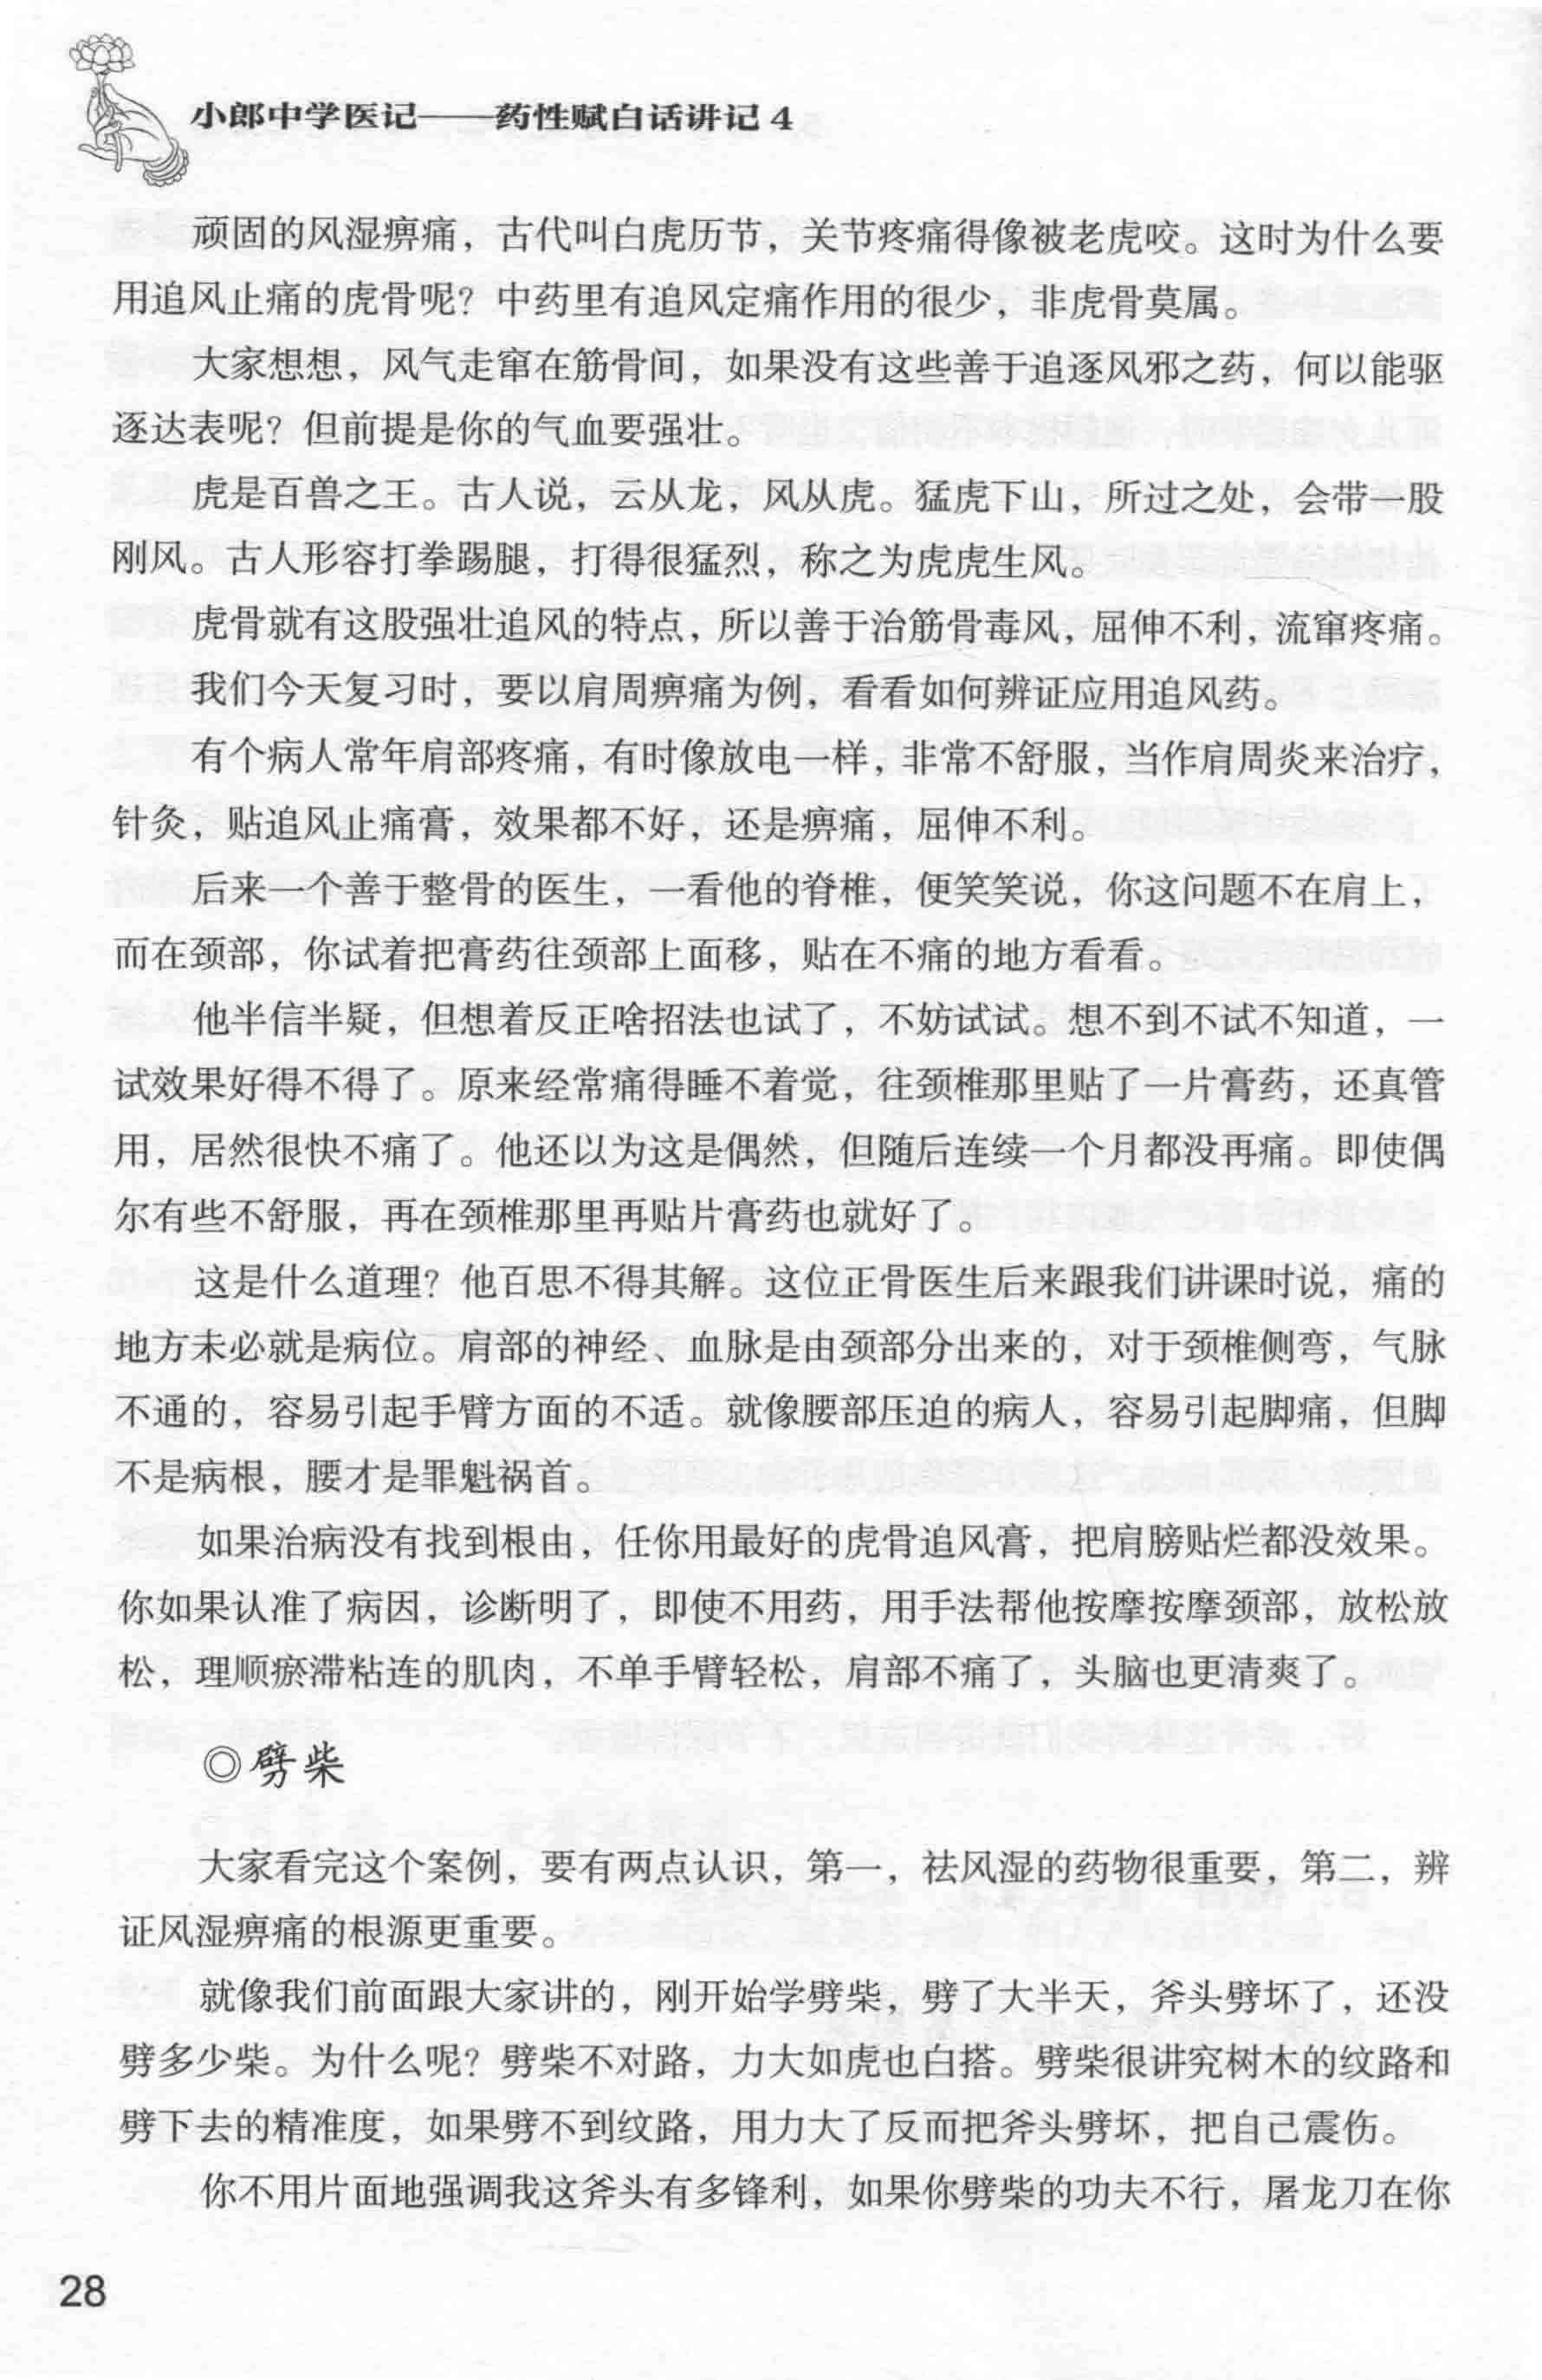 小郎中学医记——药性赋白话讲记 4
顽固的风湿痹痛，古代叫白虎历节，关节疼痛得像被老虎咬。这时为什么要
用追风止痛的虎骨呢？中药里有追风定痛作用的很少，非虎骨莫属。
大家想想，风气走窜在筋骨间，如果没有这些善于追逐风邪之药，何以能驱
逐达表呢？但前提是你的气血要强壮。
虎是百兽之王。古人说，云从龙，风从虎。猛虎下山，所过之处，会带一股
刚风。古人形容打拳踢腿，打得很猛烈，称之为虎虎生风。
虎骨就有这股强壮追风的特点，所以善于治筋骨毒风，屈伸不利，流窜疼痛。
我们今天复习时，要以肩周痹痛为例，看看如何辨证应用追风药。
有个病人常年肩部疼痛，有时像放电一样，非常不舒服，当作肩周炎来治疗，
针灸，贴追风止痛膏，效果都不好，还是痹痛，屈伸不利。
后来一个善于整骨的医生，一看他的脊椎，便笑笑说，你这问题不在肩上，
而在颈部，你试着把膏药往颈部上面移，贴在不痛的地方看看。
他半信半疑，但想着反正啥招法也试了，不妨试试。想不到不试不知道，一
试效果好得不得了。原来经常痛得睡不着觉，往颈椎那里贴了一片膏药，还真管
用，居然很快不痛了。他还以为这是偶然，但随后连续一个月都没再痛。即使偶
尔有些不舒服，再在颈椎那里再贴片膏药也就好了。
这是什么道理？他百思不得其解。这位正骨医生后来跟我们讲课时说，痛的
地方未必就是病位。肩部的神经、血脉是由颈部分出来的，对于颈椎侧弯，气脉
不通的，容易引起手臂方面的不适。就像腰部压迫的病人，容易引起脚痛，但脚
不是病根，腰才是罪魁祸首。
如果治病没有找到根由，任你用最好的虎骨追风膏，把肩膀贴烂都没效果。
你如果认准了病因，诊断明了，即使不用药，用手法帮他按摩按摩颈部，放松放
松，理顺瘀滞粘连的肌肉，不单手臂轻松，肩部不痛了，头脑也更清爽了。
◎劈柴
大家看完这个案例，要有两点认识，第一，祛风湿的药物很重要，第二，辨
证风湿痹痛的根源更重要。
就像我们前面跟大家讲的，刚开始学劈柴，劈了大半天，斧头劈坏了，还没
劈多少柴。为什么呢？劈柴不对路，力大如虎也白搭。劈柴很讲究树木的纹路和
劈下去的精准度，如果劈不到纹路，用力大了反而把斧头劈坏，把自己震伤。
你不用片面地强调我这斧头有多锋利，如果你劈柴的功夫不行，屠龙刀在你
28